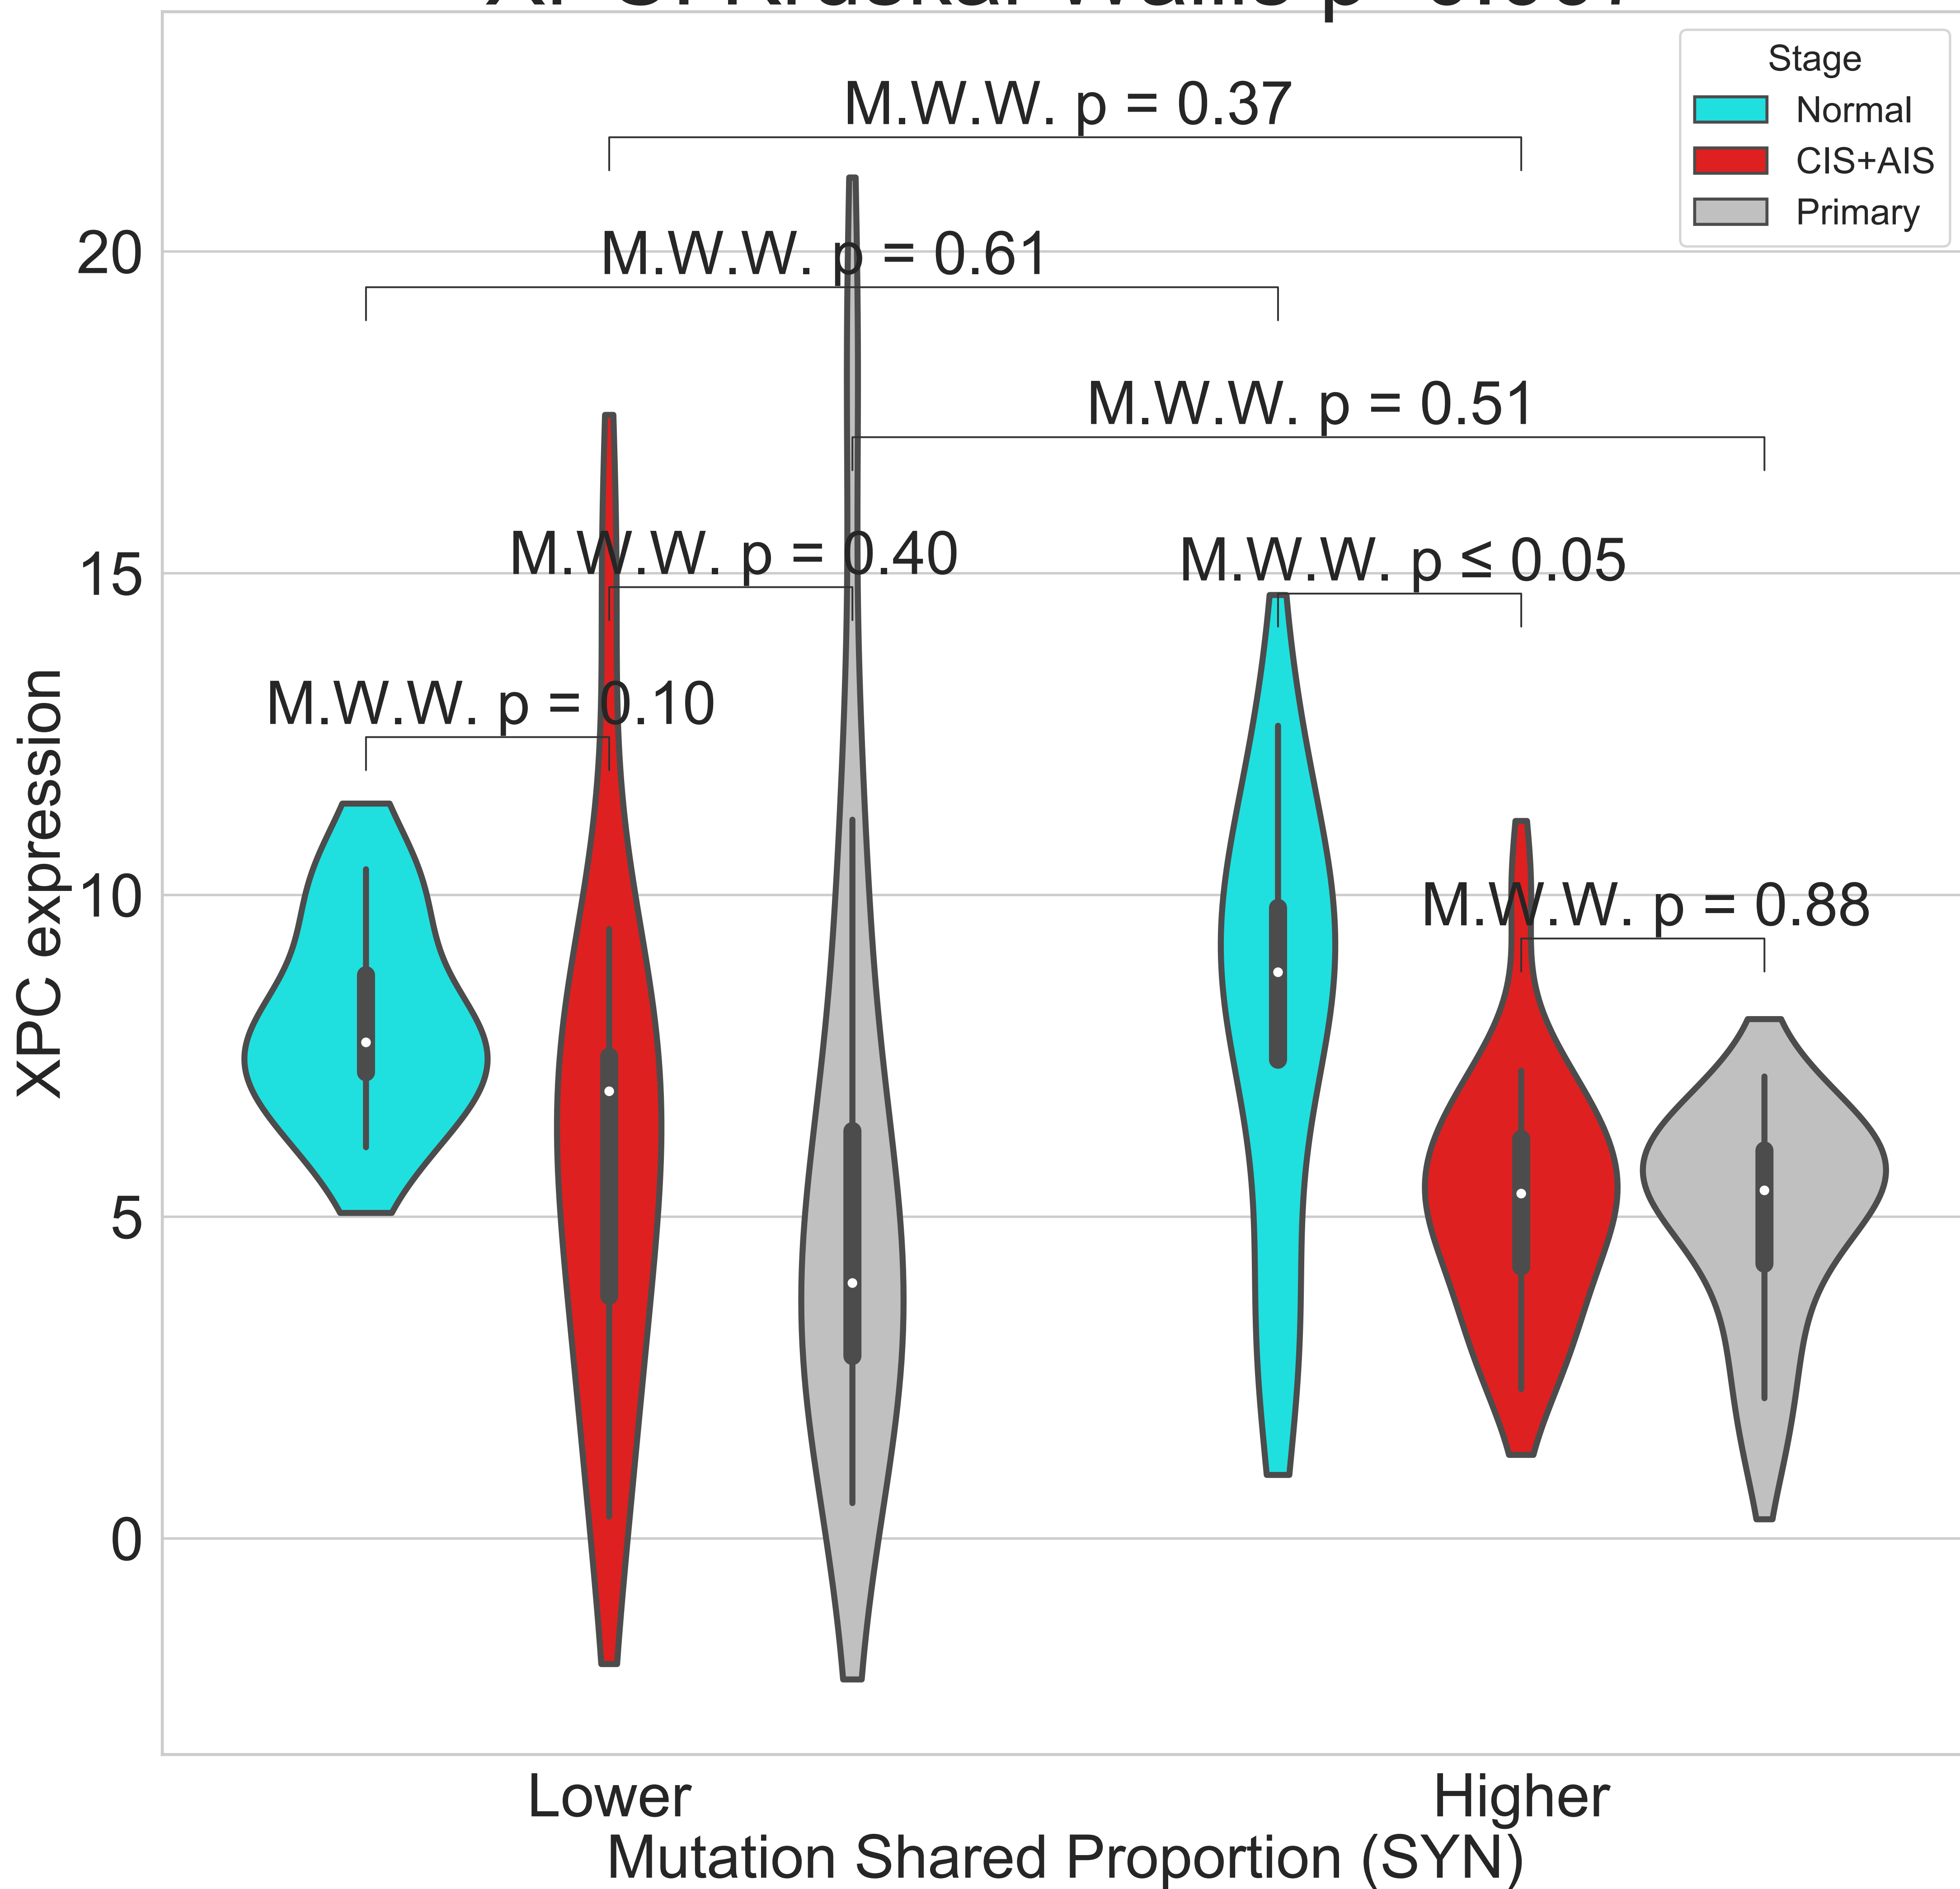 Stage
Normal
CIS+AIS
Primary
M.W.W. p = 0.37
M.W.W. p = 0.61
M.W.W. p = 0.51
M.W.W. p = 0.40
M.W.W. p ≤ 0.05
M.W.W. p = 0.10
M.W.W. p = 0.88
XPC expression
20
15
10
5
0
Lower
Higher
Mutation Shared Proportion (SYN)